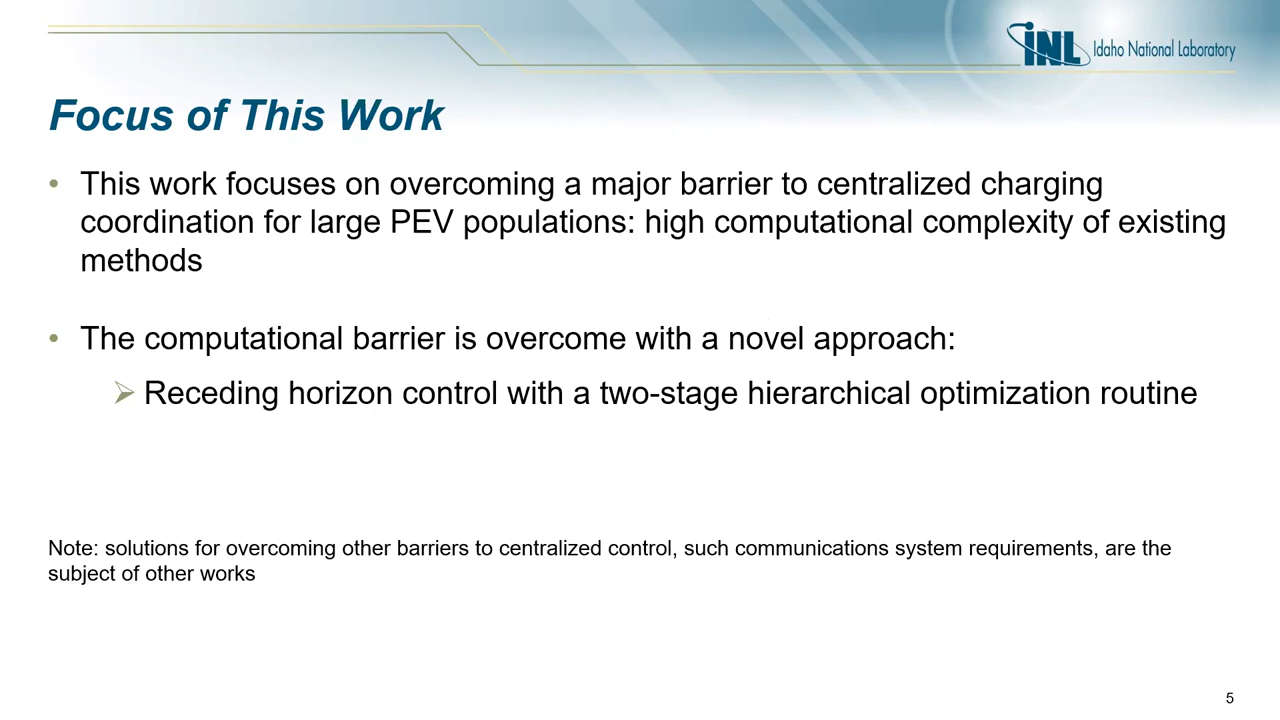 INL Idaho National Laboratory
Focus of This Work
• This work focuses on overcoming a major barrier to centralized charging
coordination for large PEV populations: high computational complexity of existing
methods
• The computational barrier is overcome with a novel approach:
➢ Receding horizon control with a two-stage hierarchical optimization routine
Note: solutions for overcoming other barriers to centralized control, such communications system requirements, are the
subject of other works
5